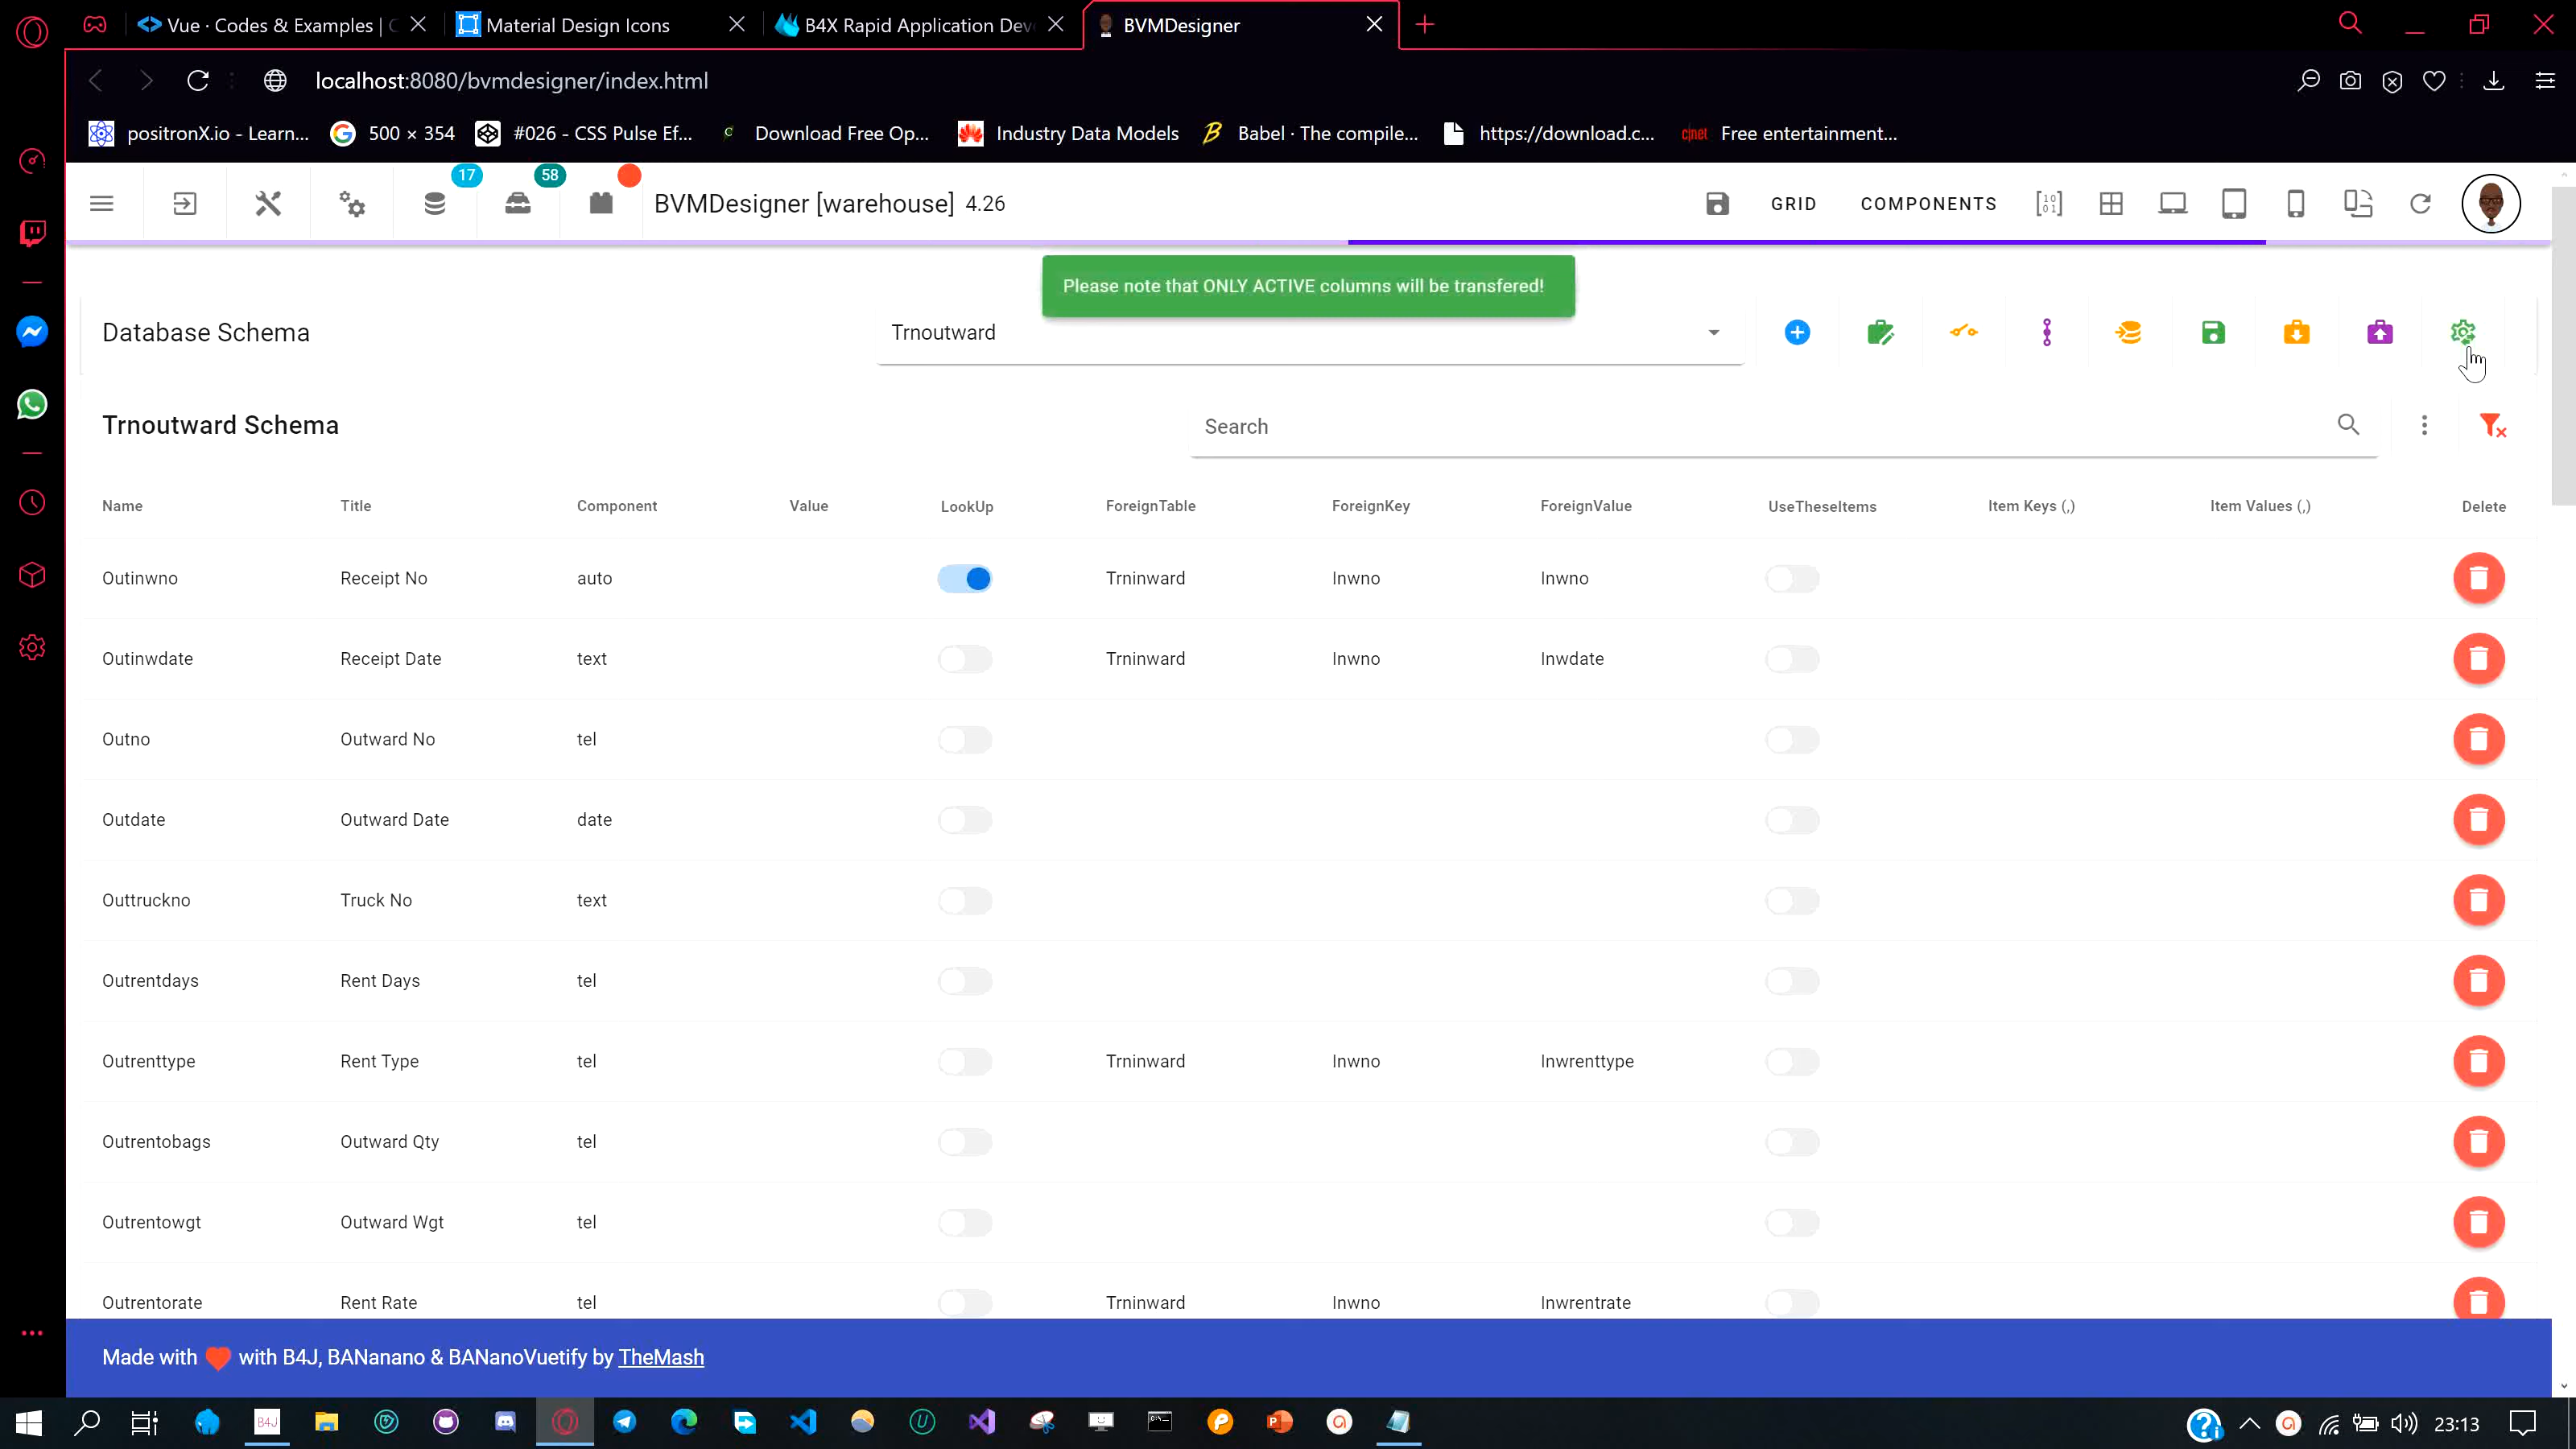 Vue · Codes & Examples |
Material Design Icons
B4X Rapid Application Dev
BVMDesigner
localhost:8080/bvmdesigner/index.html
positronX.io - Learn...
500 × 354
#026 - CSS Pulse Ef...
Download Free Op...
Industry Data Models
Babel · The compile...
https://download.c...
c|net Free entertainment...
17
58
BVMDesigner [warehouse] 4.26
GRID
COMPONENTS
Please note that ONLY ACTIVE columns will be transfered!
Database Schema
Trnoutward
Trnoutward Schema
Search
Name Title Component Value LookUp ForeignTable ForeignKey ForeignValue UseTheseItems Item Keys (,) Item Values (,) Delete
Outinwno Receipt No auto Trninward Inwno Inwno
Outinwdate Receipt Date text Trninward Inwno Inwdate
Outno Outward No tel
Outdate Outward Date date
Outtruckno Truck No text
Outrentdays Rent Days tel
Outrenttype Rent Type tel Trninward Inwno Inwrenttype
Outrentobags Outward Qty tel
Outrentowgt Outward Wgt tel
Outrentorate Rent Rate tel Trninward Inwno Inwrentrate
Made with with B4J, BANanano & BANanoVuetify by TheMash
B4J
23:13